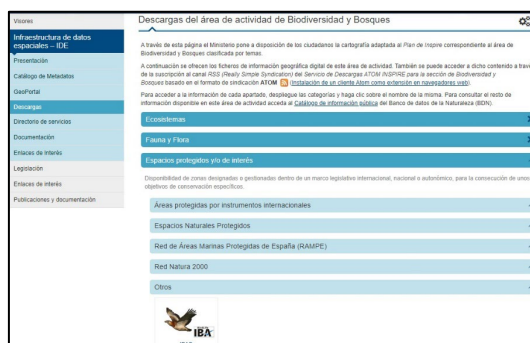 Visores
Infraestructura de datos
espaciales – IDE
Presentación
Catálogo de Metadatos
GeoPortal
Descargas
Directorio de servicios
Documentación
Enlaces de interés
Legislación
Enlaces de interés
Publicaciones y documentación
Descargas del área de actividad de Biodiversidad y Bosques
A través de esta página el Ministerio pone a disposición de los ciudadanos la cartografía adaptada al Plan de Inspire correspondiente al área de
Biodiversidad y Bosques clasificada por temas.
A continuación se ofrecen los ficheros de información geográfica digital de este área de actividad. También se puede acceder a dicho contenido a trav
de la suscripción al canal RSS (Really Simple Syndication) del Servicio de Descargas ATOM INSPIRE para la sección de Biodiversidad y
Bosques basado en el formato de sindicación ATOM (Instalación de un cliente Atom como extensión en navegadores web).
Para acceder a la información de cada apartado, despliegue las categorías y haga clic sobre el nombre de la misma. Para consultar el resto de
información disponible en este área de actividad acceda al Catálogo de información pública del Banco de datos de la Naturaleza (BDN).
Ecosistemas
Fauna y Flora
Espacios protegidos y/o de interés
Disponibilidad de zonas designadas o gestionadas dentro de un marco legislativo internacional, nacional o autonómico, para la consecución de unos
objetivos de conservación específicos.
Áreas protegidas por instrumentos internacionales
Espacios Naturales Protegidos
Red de Áreas Marinas Protegidas de España (RAMPE)
Red Natura 2000
Otros
IBA